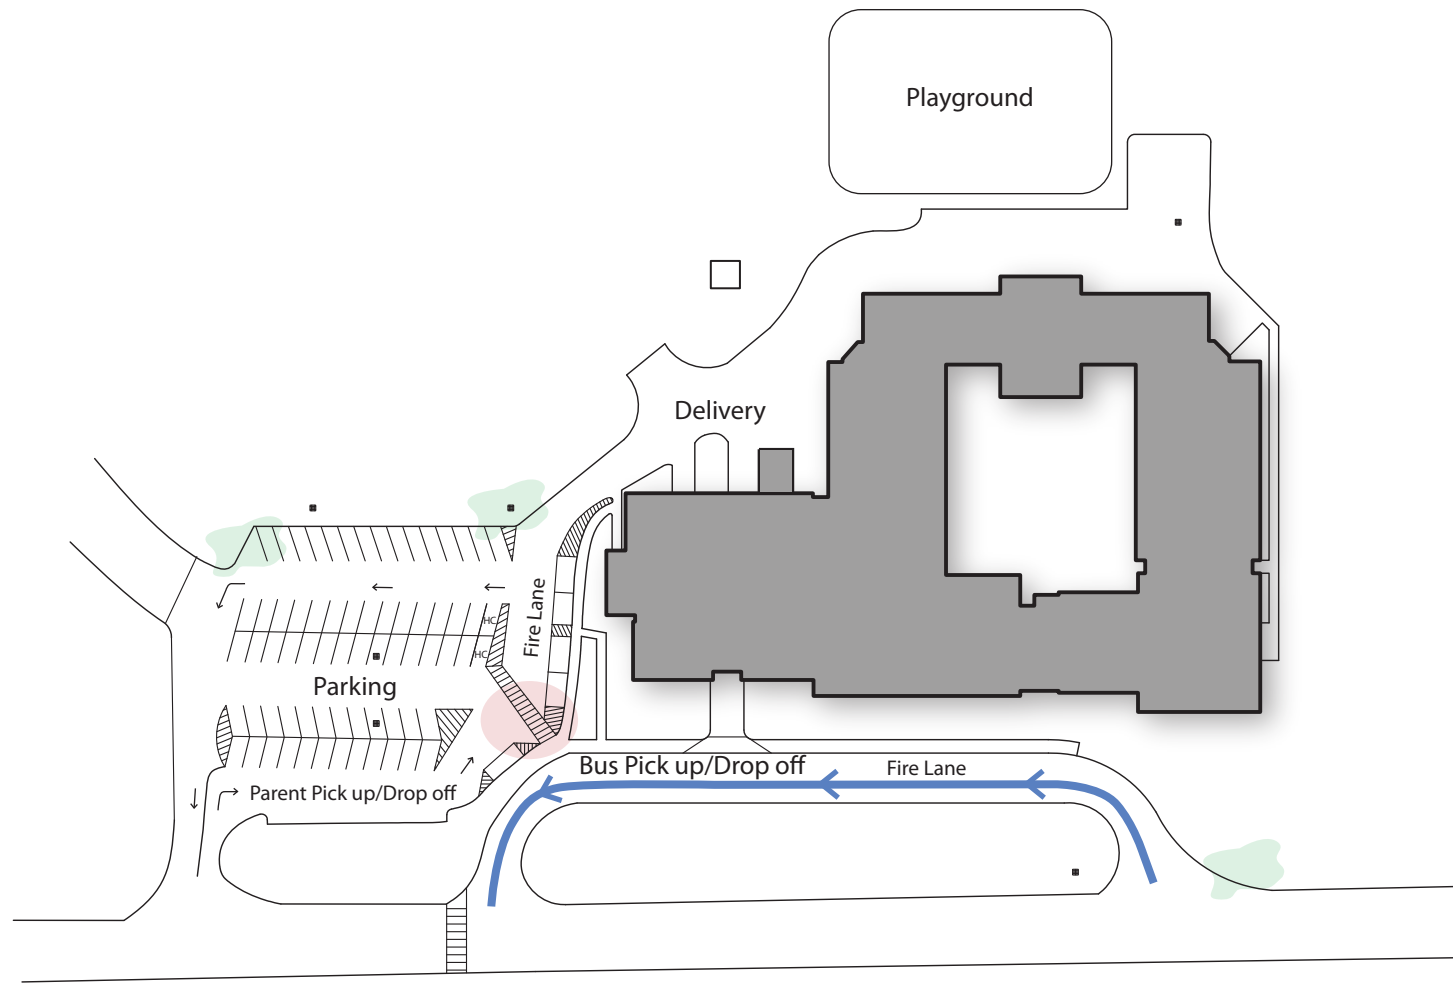 Playground
Delivery
Fire Lane
HC
HC
Parking
Bus Pick up/Drop off
Fire Lane
Parent Pick up/Drop off